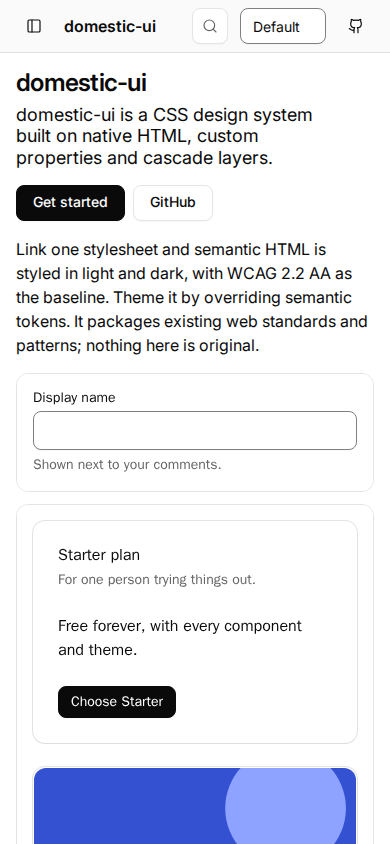 domestic-ui
Default
domestic-ui
domestic-ui is a CSS design system
built on native HTML, custom
properties and cascade layers.
Get started
GitHub
Link one stylesheet and semantic HTML is
styled in light and dark, with WCAG 2.2 AA as
the baseline. Theme it by overriding semantic
tokens. It packages existing web standards and
patterns; nothing here is original.
Display name
Shown next to your comments.
Starter plan
For one person trying things out.
Free forever, with every component
and theme.
Choose Starter